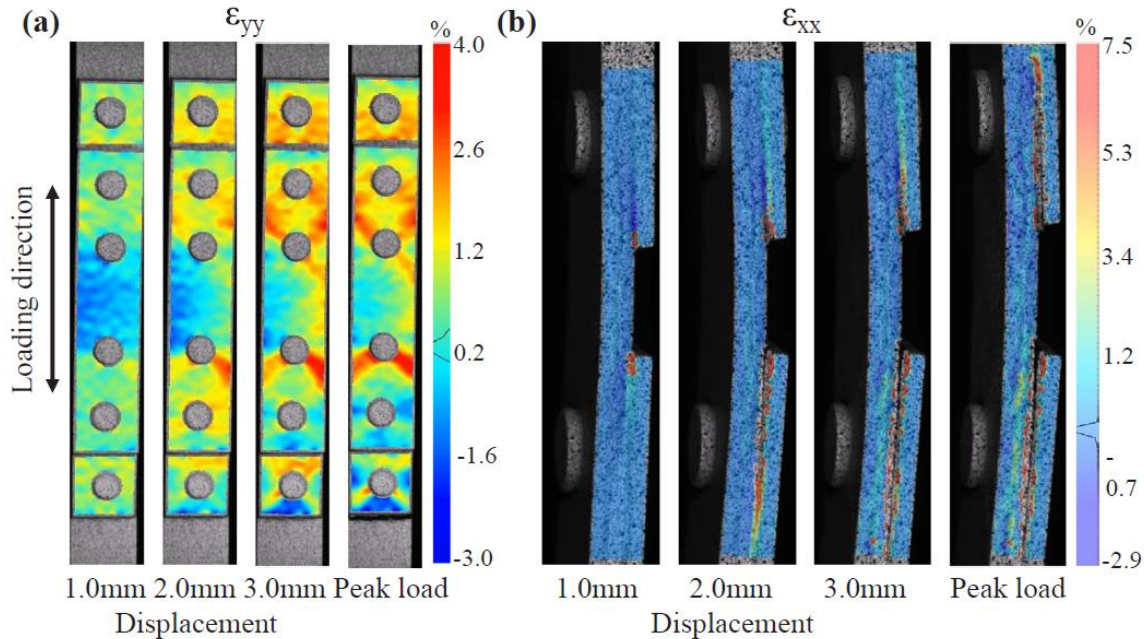 (a)
εyy
%
4.0
2.6
1.2
0.2
-1.6
-3.0
Loading direction
1.0mm 2.0mm 3.0mm Peak load
Displacement
(b)
εxx
%
7.5
5.6
3.4
1.2
-
0.7
-2.9
1.0mm 2.0mm 3.0mm Peak load
Displacement